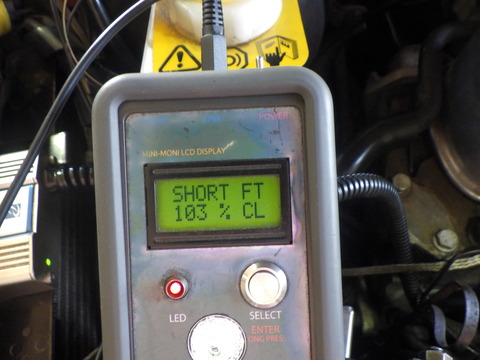 POWER
MINI-MONI LCD DISPLAY
SHORT FT
103 % CL
LED
SELECT
ENTER